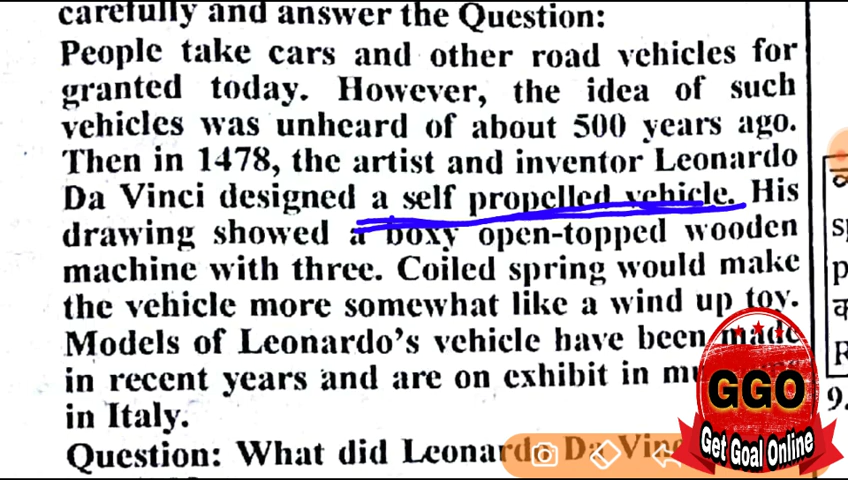 carefully and answer the Question:
People take cars and other road vehicles for
granted today. However, the idea of such
vehicles was unheard of about 500 years ago.
Then in 1478, the artist and inventor Leonardo
Da Vinci designed a self propelled vehicle. His
drawing showed a boxy open-topped wooden
machine with three. Coiled spring would make
the vehicle more somewhat like a wind up toy.
Models of Leonardo's vehicle have been made
in recent years and are on exhibit in
in Italy.
Question: What did Leonardo Da
GGO
Get Goal Online
9.